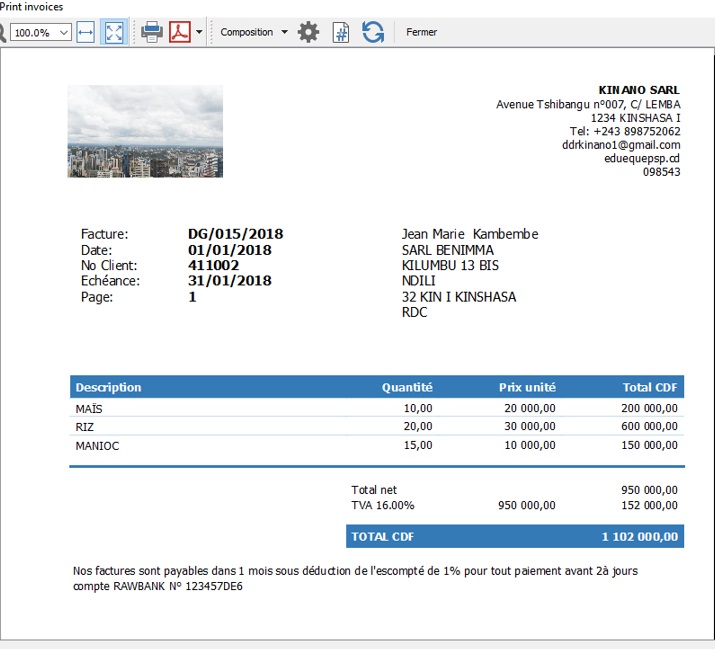 Print invoices
100.0%
Composition
Fermer
KINANO SARL
Avenue Tshibangu n°007, C/ LEMBA
1234 KINSHASA I
Tel: +243 898752062
ddrkinano1@gmail.com
eduequepsp.cd
098543
Facture: DG/015/2018
Date: 01/01/2018
No Client: 411002
Echéance: 31/01/2018
Page: 1
Jean Marie Kambembe
SARL BENIMMA
KILUMBU 13 BIS
NDILI
32 KIN I KINSHASA
RDC
Description Quantité Prix unité Total CDF
MAÏS 10,00 20 000,00 200 000,00
RIZ 20,00 30 000,00 600 000,00
MANIOC 15,00 10 000,00 150 000,00
Total net 950 000,00
TVA 16.00% 950 000,00 152 000,00
TOTAL CDF 1 102 000,00
Nos factures sont payables dans 1 mois sous déduction de l'escompté de 1% pour tout paiement avant 2à jours
compte RAWBANK Nº 123457DE6